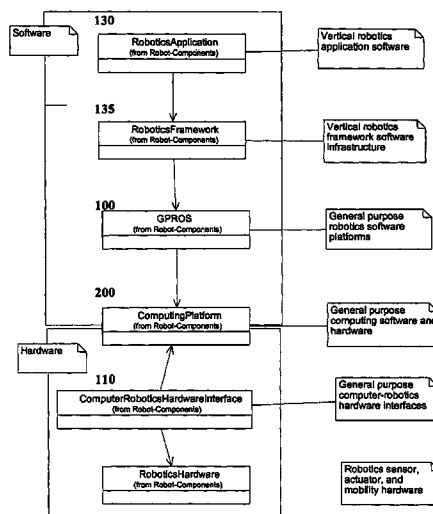 130
Software
RoboticsApplication
(from Robot-Components)
Vertical robotics
application software
135
RoboticsFramework
(from Robot-Components)
Vertical robotics
framework software
infrastructure
100
GPROS
(from Robot-Components)
General purpose
robotics software
platforms
200
ComputingPlatform
(from Robot-Components)
General purpose
computing software and
hardware
Hardware
110
ComputerRoboticsHardwareInterface
(from Robot-Components)
General purpose
computer-robotics
hardware interfaces
RoboticsHardware
(from Robot-Components)
Robotics sensor,
actuator, and
mobility hardware